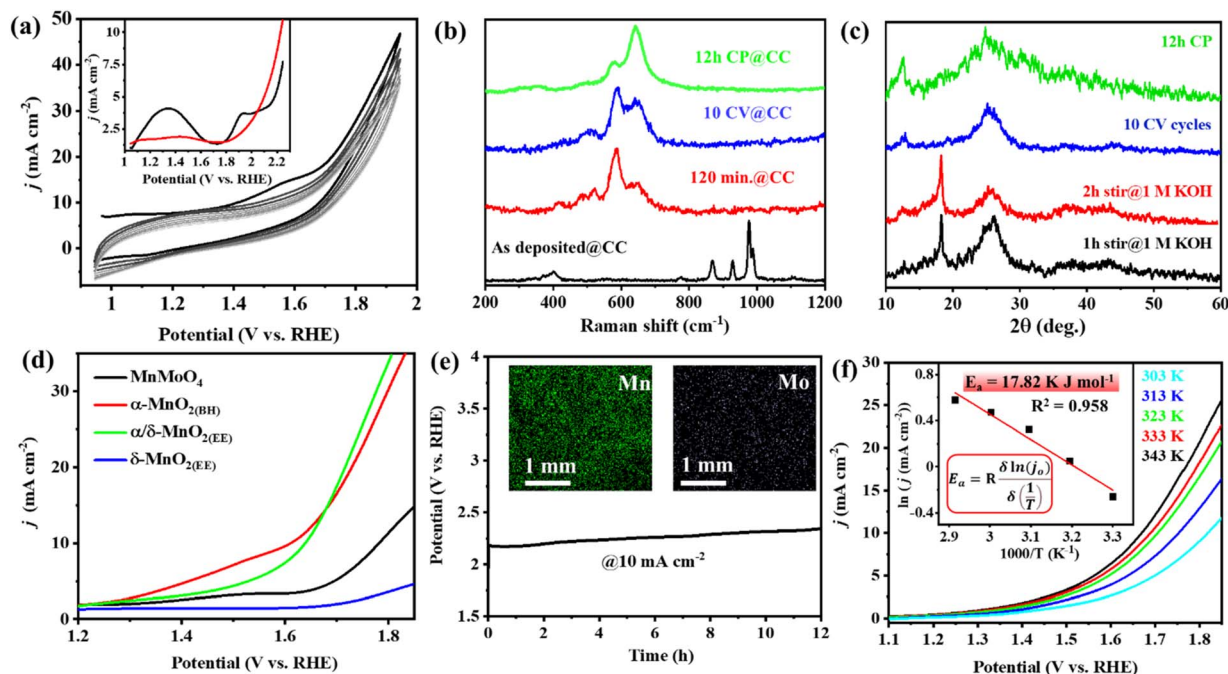 (a)
50
40
30
20
10
0
j (mA cm-2)
10
7.5
5
2.5
j (mA cm-2)
1 1.2 1.4 1.6 1.8 2 2.2
Potential (V vs. RHE)
1 1.2 1.4 1.6 1.8 2
Potential (V vs. RHE)
(b)
12h CP@CC
10 CV@CC
120 min.@CC
As deposited@CC
200 400 600 800 1000 1200
Raman shift (cm-1)
(c)
12h CP
10 CV cycles
2h stir@1 M KOH
1h stir@1 M KOH
10 20 30 40 50 60
2θ (deg.)
(d)
30
20
10
0
j (mA cm-2)
MnMoO4
α-MnO2(BH)
α/δ-MnO2(EE)
δ-MnO2(EE)
1.2 1.4 1.6 1.8
Potential (V vs. RHE)
(e)
4
3.5
3
2.5
2
1.5
Potential (V vs. RHE)
Mn
1 mm
Mo
1 mm
@10 mA cm-2
0 2 4 6 8 10 12
Time (h)
(f)
30
25
20
15
10
5
0
j (mA cm-2)
0.8
0.4
0
-0.4
ln (j (mA cm-2))
Ea = 17.82 K J mol-1
R2 = 0.958
Ea = R δ ln(jo) / δ (1/T)
2.9 3 3.1 3.2 3.3
1000/T (K-1)
303 K
313 K
323 K
333 K
343 K
1.1 1.2 1.3 1.4 1.5 1.6 1.7 1.8
Potential (V vs. RHE)